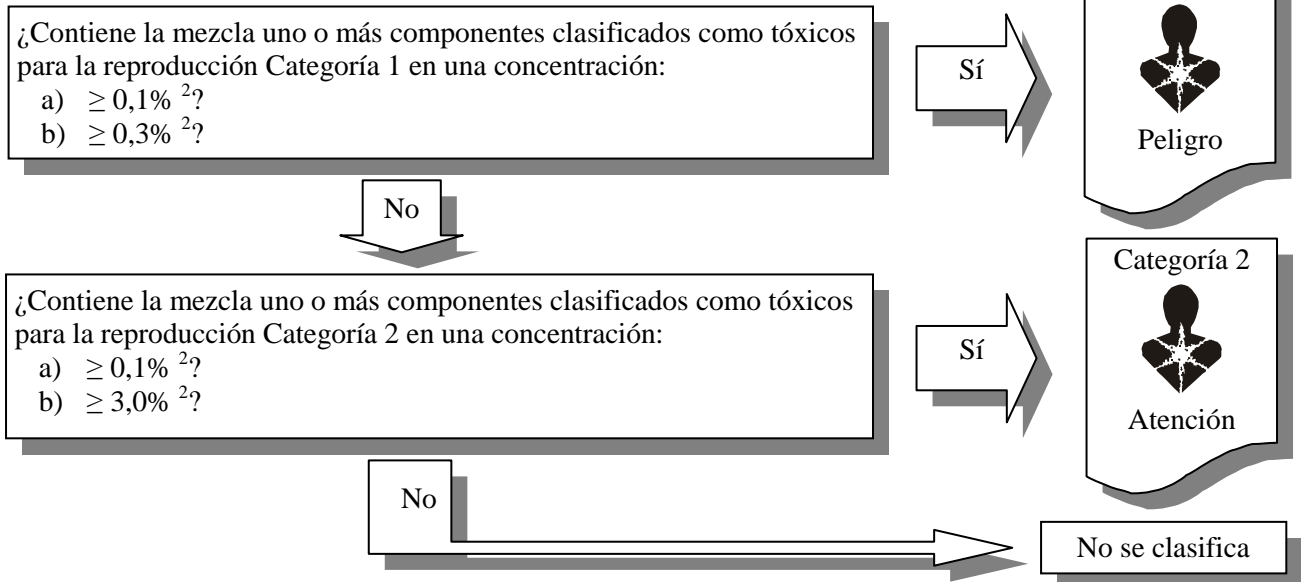 ¿Contiene la mezcla uno o más componentes clasificados como tóxicos
para la reproducción Categoría 1 en una concentración:
a) ≥ 0,1% ²?
b) ≥ 0,3% ²?
Sí
Peligro
No
¿Contiene la mezcla uno o más componentes clasificados como tóxicos
para la reproducción Categoría 2 en una concentración:
a) ≥ 0,1% ²?
b) ≥ 3,0% ²?
Sí
Categoría 2
Atención
No
No se clasifica